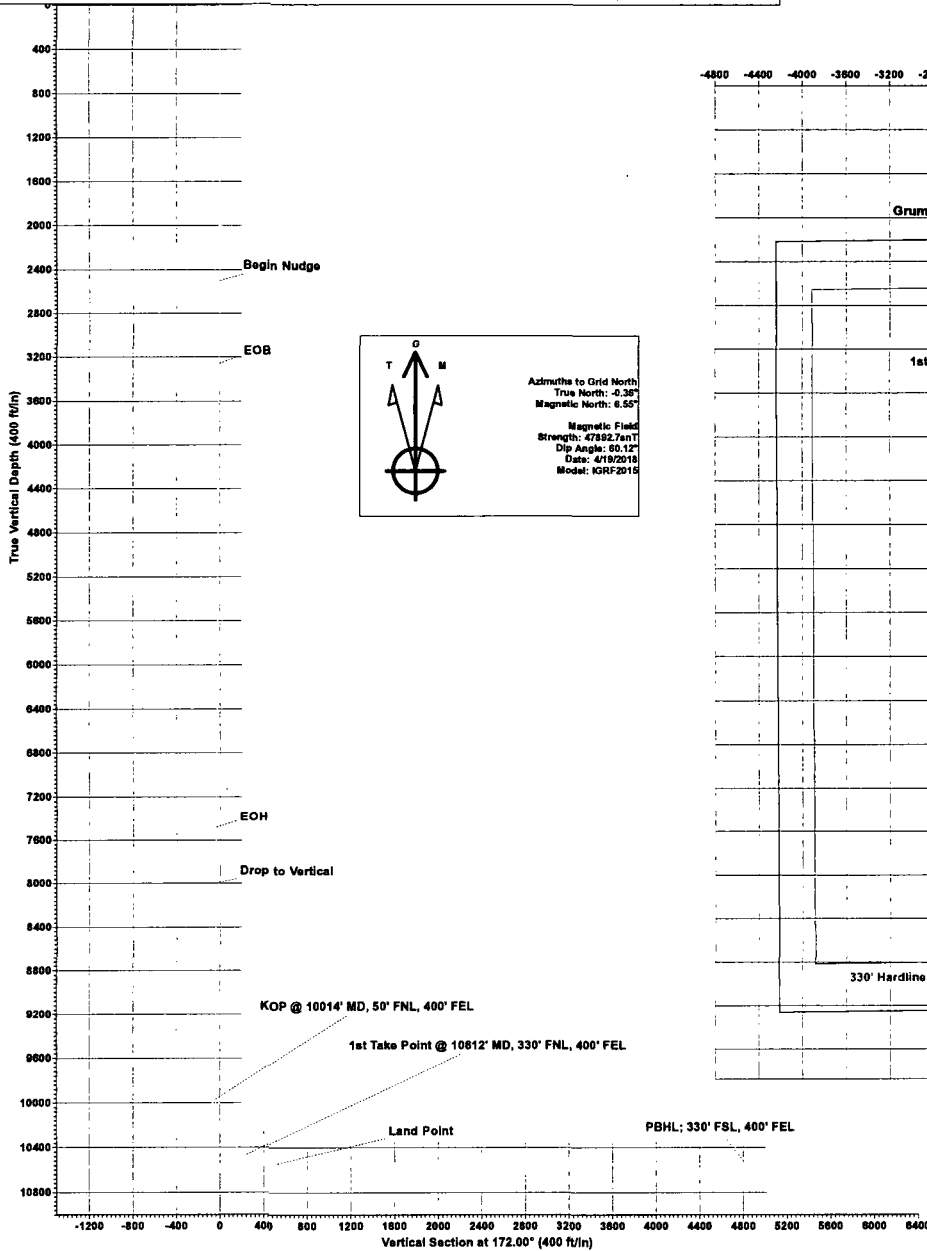 0
400
800
1200
1600
2000
2400
2800
3200
3600
4000
4400
4800
5200
5600
6000
6400
6800
7200
7600
8000
8400
8800
9200
9600
10000
10400
10800
True Vertical Depth (400 ft/in)
Begin Nudge
EOB
EOH
Drop to Vertical
KOP @ 10014' MD, 50' FNL, 400' FEL
1st Take Point @ 10612' MD, 330' FNL, 400' FEL
Land Point
PBHL; 330' FSL, 400' FEL
-1200 -800 -400 0 400 800 1200 1600 2000 2400 2800 3200 3600 4000 4400 4800 5200 5600 6000 6400
Vertical Section at 172.00° (400 ft/in)
G
T M
Azimuths to Grid North
True North: -0.36°
Magnetic North: 6.55°
Magnetic Field
Strength: 47892.7snT
Dip Angle: 60.12°
Date: 4/19/2018
Model: IGRF2015
-4800 -4400 -4000 -3600 -3200
Grum
1st
330' Hardline